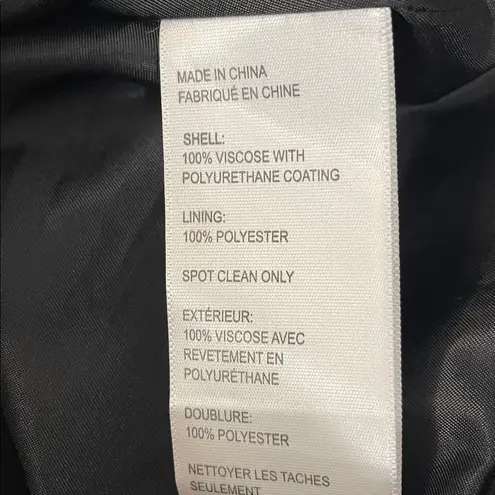 MADE IN CHINA
FABRIQUÉ EN CHINE
SHELL:
100% VISCOSE WITH
POLYURETHANE COATING
LINING:
100% POLYESTER
SPOT CLEAN ONLY
EXTÉRIEUR:
100% VISCOSE AVEC
REVETEMENT EN
POLYURÉTHANE
DOUBLURE:
100% POLYESTER
NETTOYER LES TACHES
SEULEMENT